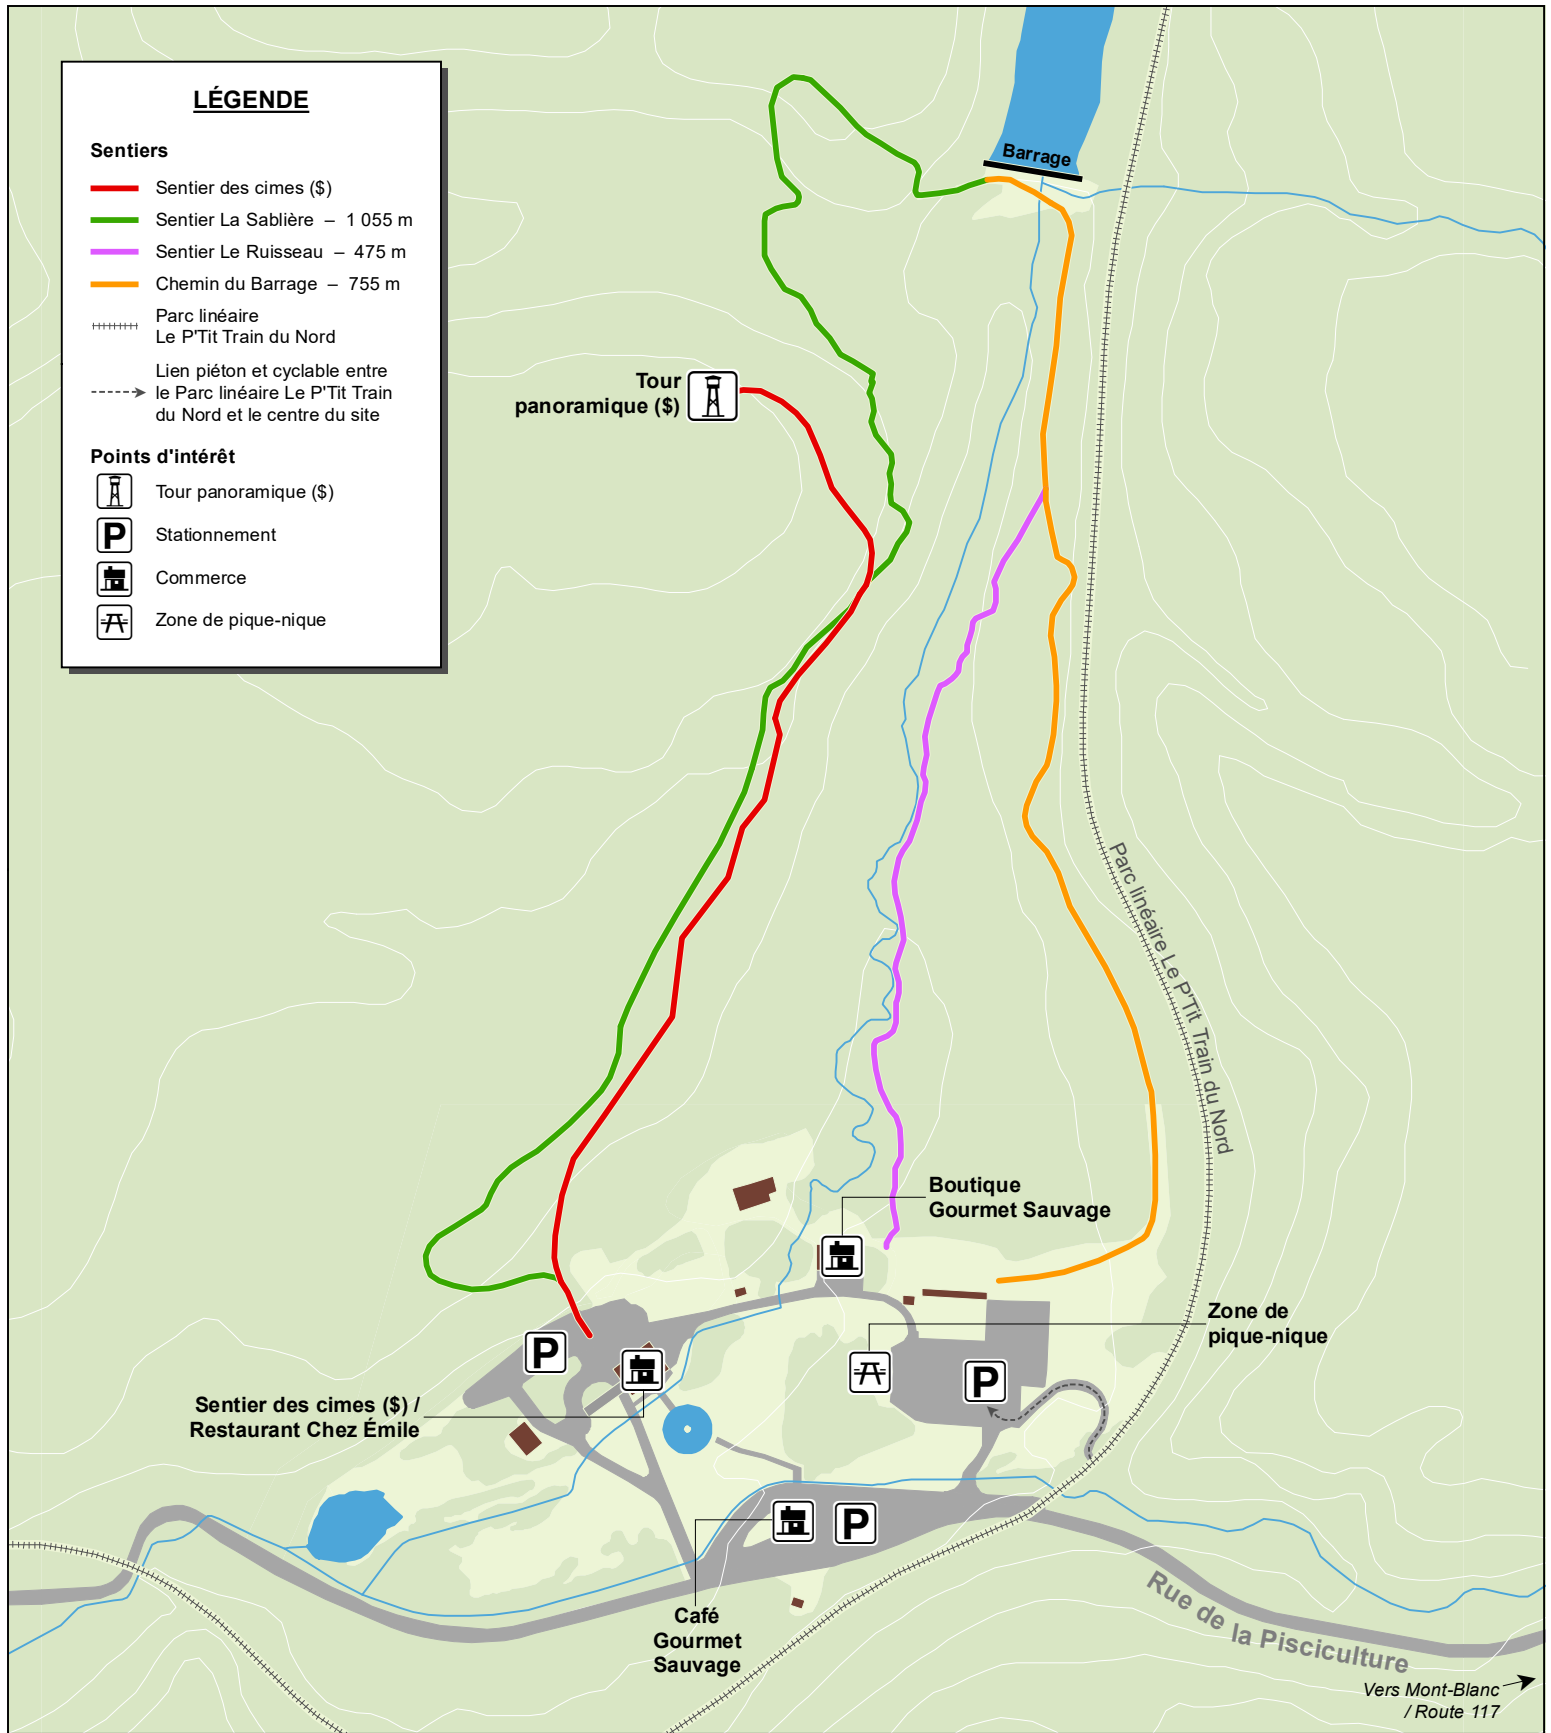 LÉGENDE
Sentiers
Sentier des cimes ($)
Sentier La Sablière – 1 055 m
Sentier Le Ruisseau – 475 m
Chemin du Barrage – 755 m
Parc linéaire
Le P'Tit Train du Nord
Lien piéton et cyclable entre
le Parc linéaire Le P'Tit Train
du Nord et le centre du site
Points d'intérêt
Tour panoramique ($)
P Stationnement
Commerce
Zone de pique-nique
Barrage
Tour
panoramique ($)
Parc linéaire Le P'Tit Train du Nord
Boutique
Gourmet Sauvage
Zone de
pique-nique
P
P
Sentier des cimes ($) /
Restaurant Chez Émile
P
Café
Gourmet
Sauvage
Rue de la Pisciculture
Vers Mont-Blanc
/ Route 117